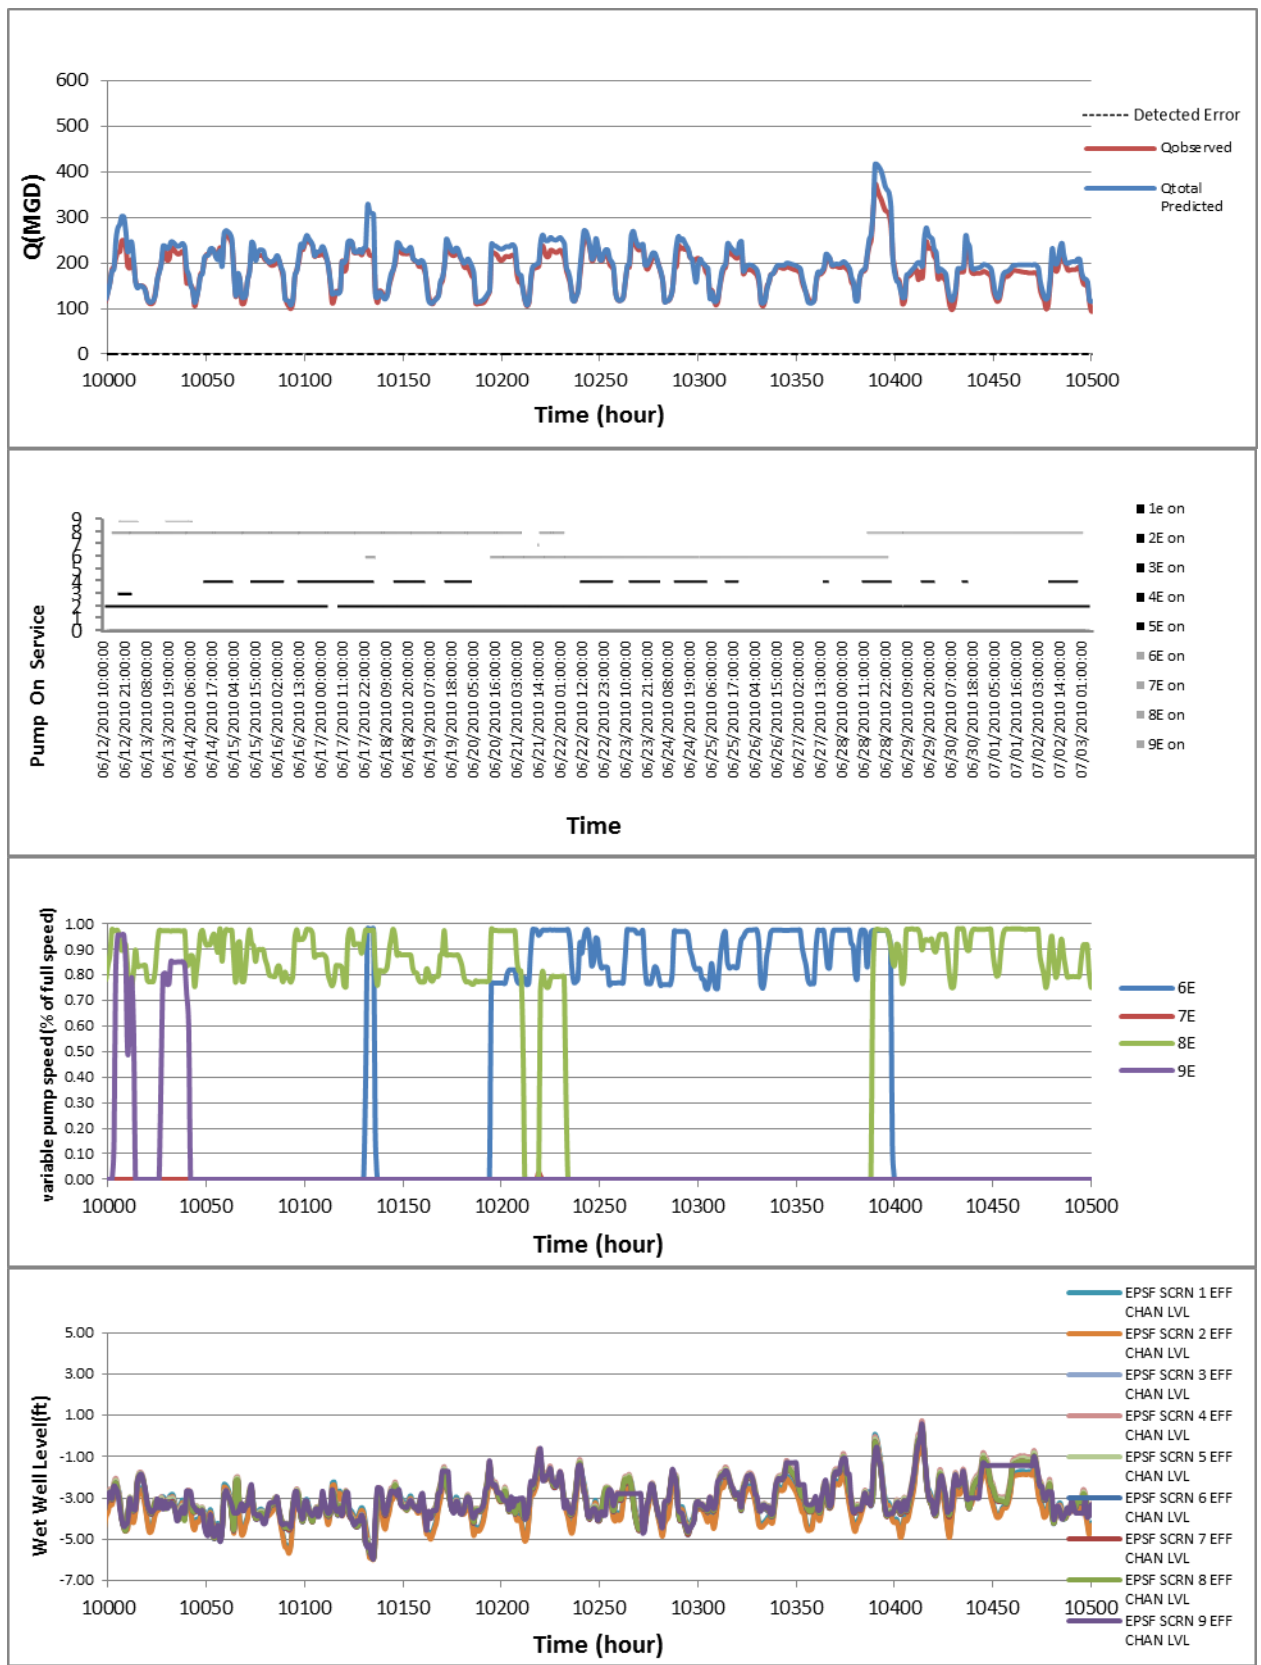 600
500
400
300
200
100
0
Q(MGD)
10000 10050 10100 10150 10200 10250 10300 10350 10400 10450 10500
Time (hour)
Detected Error
Qobserved
Qtotal
Predicted
9
8
7
6
5
4
3
2
1
0
Pump On Service
06/12/2010 10:00:00
06/12/2010 21:00:00
06/13/2010 08:00:00
06/13/2010 19:00:00
06/14/2010 06:00:00
06/14/2010 17:00:00
06/15/2010 04:00:00
06/15/2010 15:00:00
06/16/2010 02:00:00
06/16/2010 13:00:00
06/17/2010 00:00:00
06/17/2010 11:00:00
06/17/2010 22:00:00
06/18/2010 09:00:00
06/18/2010 20:00:00
06/19/2010 07:00:00
06/19/2010 18:00:00
06/20/2010 05:00:00
06/20/2010 16:00:00
06/21/2010 03:00:00
06/21/2010 14:00:00
06/22/2010 01:00:00
06/22/2010 12:00:00
06/22/2010 23:00:00
06/23/2010 10:00:00
06/23/2010 21:00:00
06/24/2010 08:00:00
06/24/2010 19:00:00
06/25/2010 06:00:00
06/25/2010 17:00:00
06/26/2010 04:00:00
06/26/2010 15:00:00
06/27/2010 02:00:00
06/27/2010 13:00:00
06/28/2010 00:00:00
06/28/2010 11:00:00
06/28/2010 22:00:00
06/29/2010 09:00:00
06/29/2010 20:00:00
06/30/2010 07:00:00
06/30/2010 18:00:00
07/01/2010 05:00:00
07/01/2010 16:00:00
07/02/2010 03:00:00
07/02/2010 14:00:00
07/03/2010 01:00:00
Time
1e on
2E on
3E on
4E on
5E on
6E on
7E on
8E on
9E on
1.00
0.90
0.80
0.70
0.60
0.50
0.40
0.30
0.20
0.10
0.00
variable pump speed(% of full speed)
10000 10050 10100 10150 10200 10250 10300 10350 10400 10450 10500
Time (hour)
6E
7E
8E
9E
5.00
3.00
1.00
-1.00
-3.00
-5.00
-7.00
Wet Well Level(ft)
10000 10050 10100 10150 10200 10250 10300 10350 10400 10450 10500
Time (hour)
EPSF SCRN 1 EFF
CHAN LVL
EPSF SCRN 2 EFF
CHAN LVL
EPSF SCRN 3 EFF
CHAN LVL
EPSF SCRN 4 EFF
CHAN LVL
EPSF SCRN 5 EFF
CHAN LVL
EPSF SCRN 6 EFF
CHAN LVL
EPSF SCRN 7 EFF
CHAN LVL
EPSF SCRN 8 EFF
CHAN LVL
EPSF SCRN 9 EFF
CHAN LVL